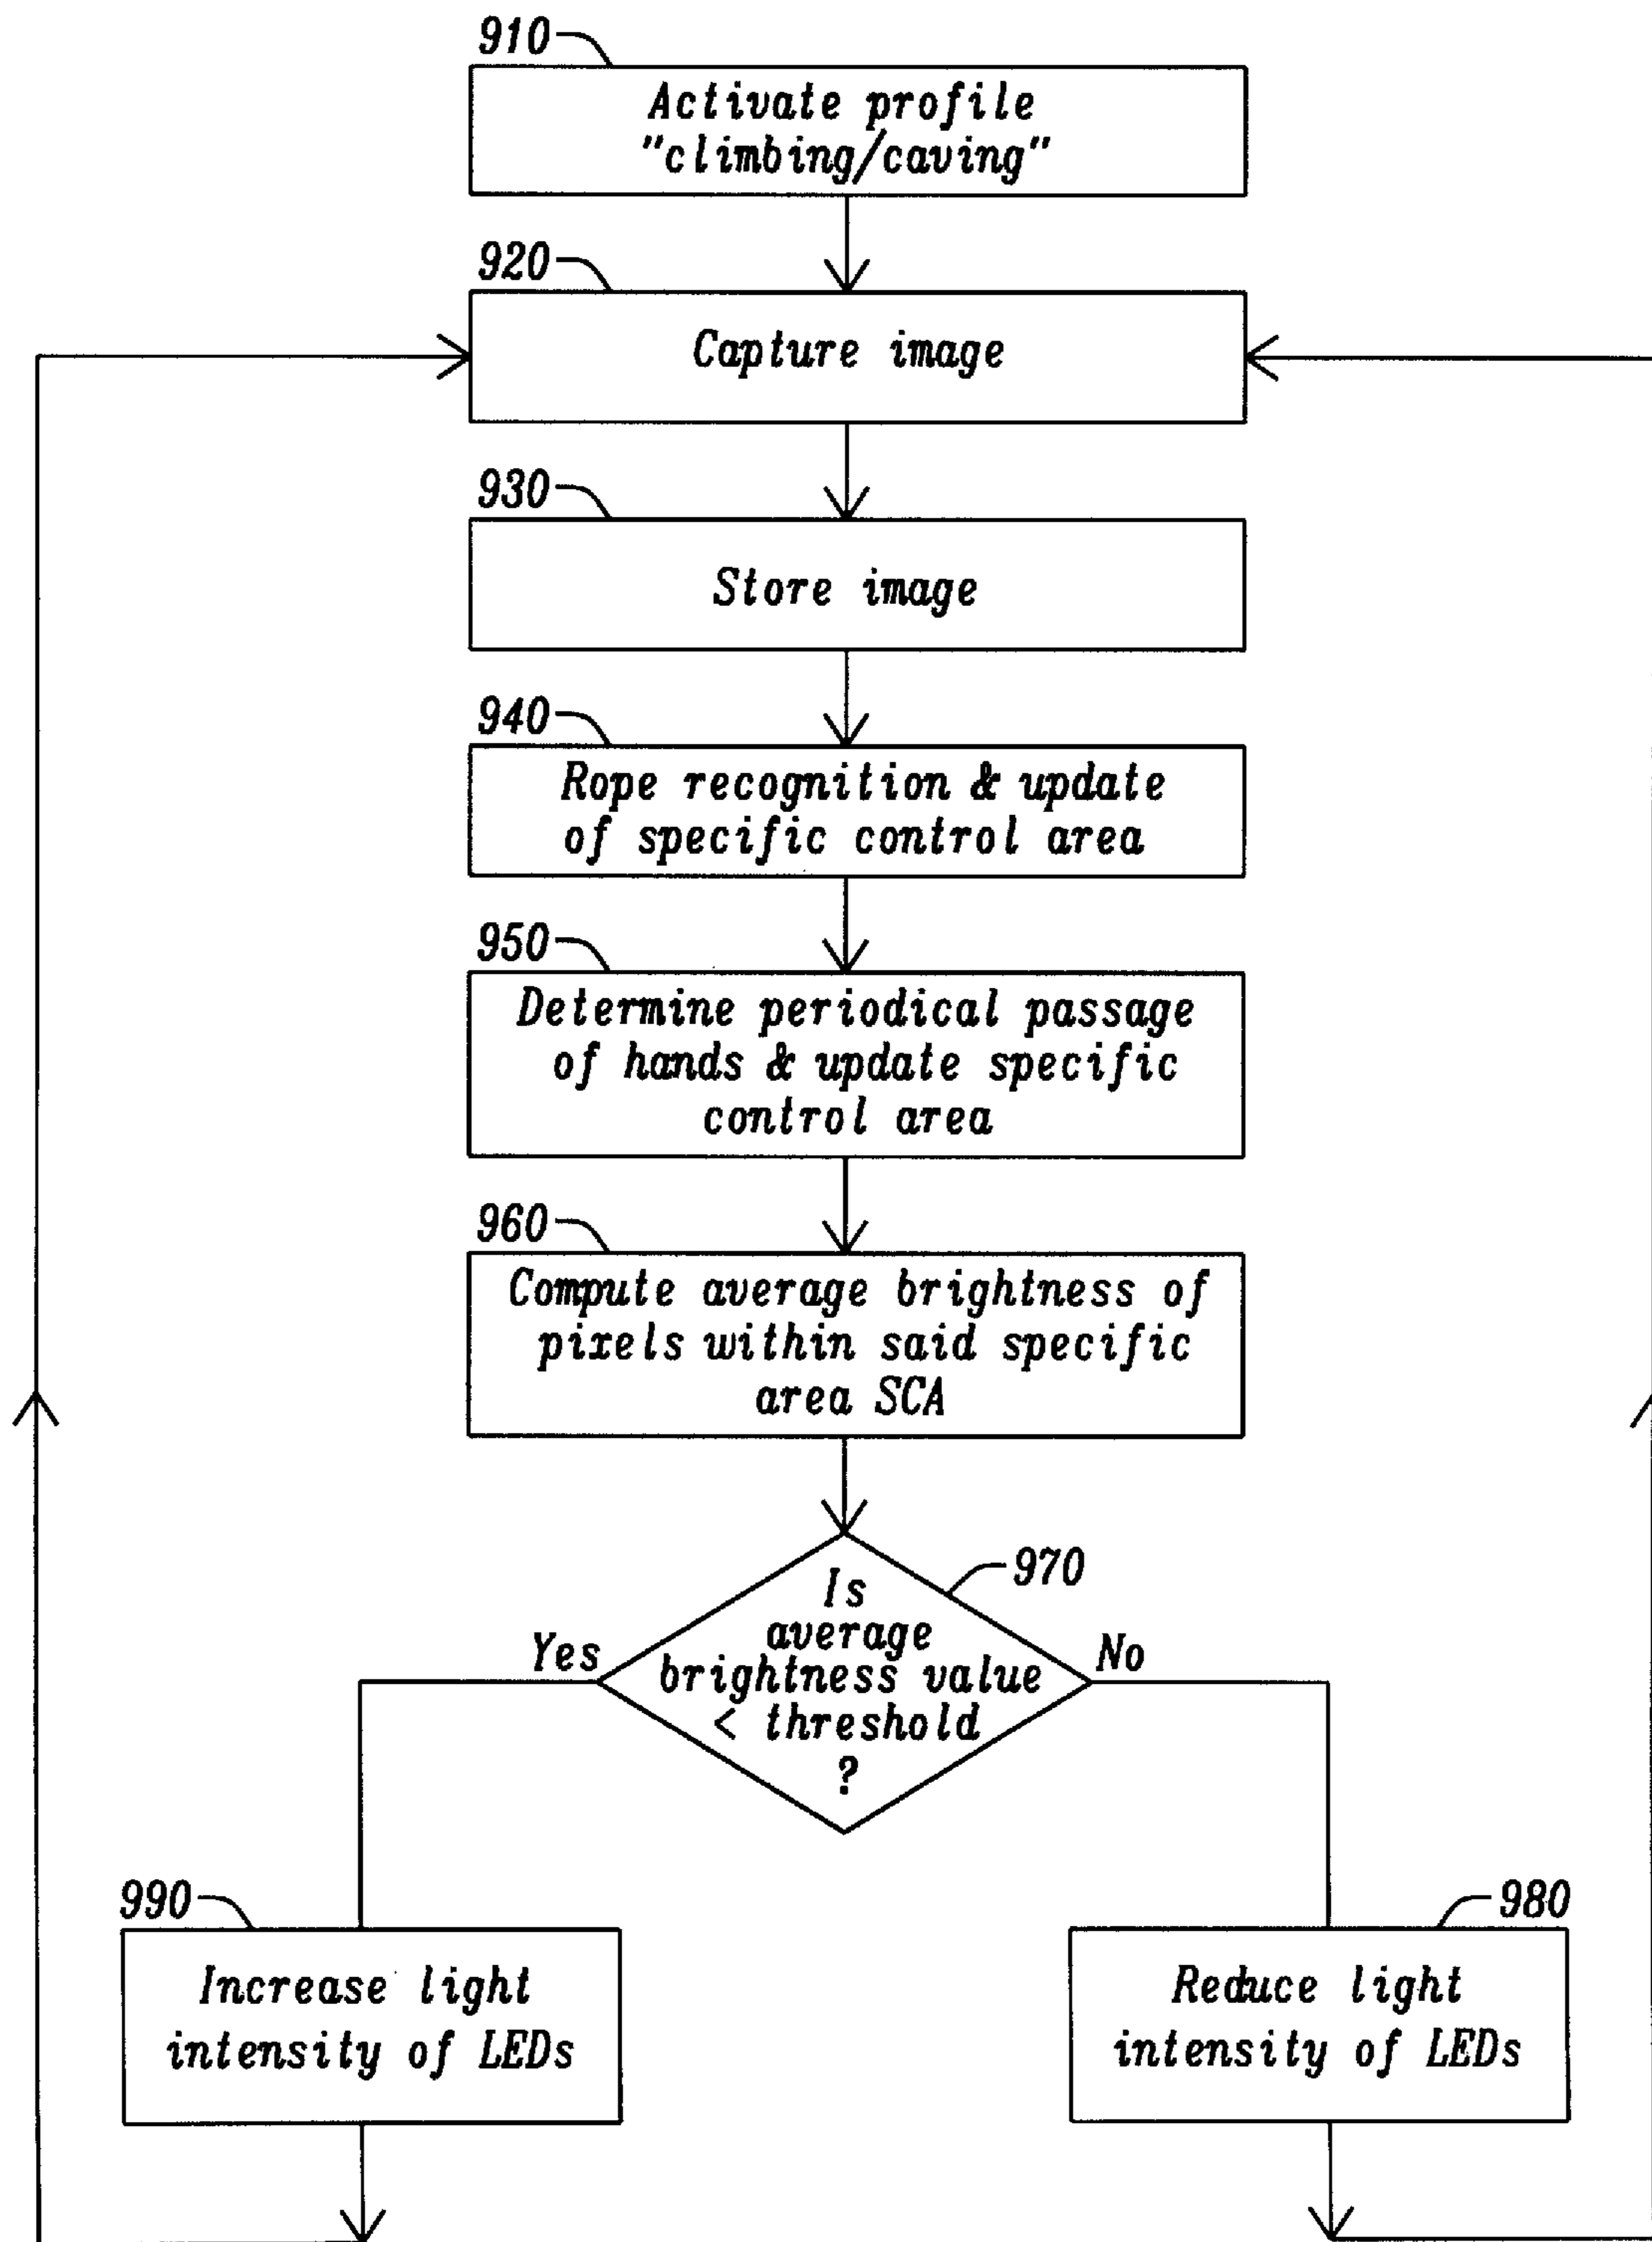 910
Activate profile
"climbing/caving"
920
Capture image
930
Store image
940
Rope recognition & update
of specific control area
950
Determine periodical passage
of hands & update specific
control area
960
Compute average brightness of
pixels within said specific
area SCA
970
Is
average
brightness value
< threshold
?
Yes
No
990
Increase light
intensity of LEDs
980
Reduce light
intensity of LEDs